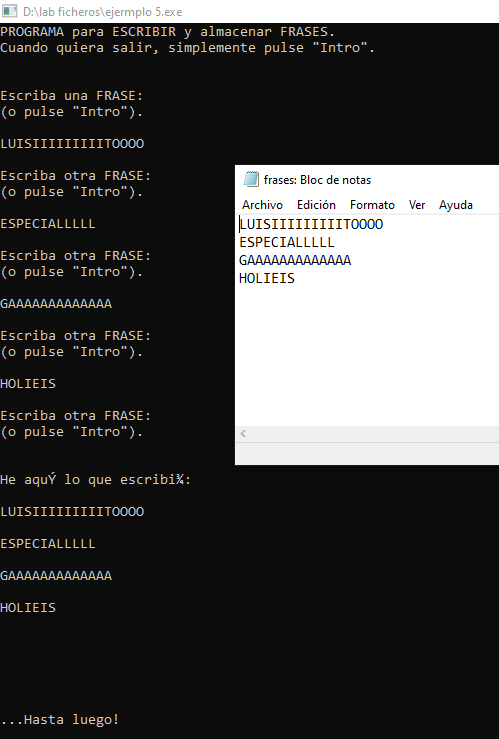 D:\lab ficheros\ejermplo 5.exe
PROGRAMA para ESCRIBIR y almacenar FRASES.
Cuando quiera salir, simplemente pulse "Intro".
Escriba una FRASE:
(o pulse "Intro").
LUISIIIIIIIIITOOOO
Escriba otra FRASE:
(o pulse "Intro").
ESPECIALLLLL
Escriba otra FRASE:
(o pulse "Intro").
GAAAAAAAAAAAAA
Escriba otra FRASE:
(o pulse "Intro").
HOLIEIS
Escriba otra FRASE:
(o pulse "Intro").
He aquÝ lo que escribi¾:
LUISIIIIIIIIITOOOO
ESPECIALLLLL
GAAAAAAAAAAAAA
HOLIEIS
...Hasta luego!
frases: Bloc de notas
Archivo Edición Formato Ver Ayuda
LUISIIIIIIIIITOOOO
ESPECIALLLLL
GAAAAAAAAAAAAA
HOLIEIS